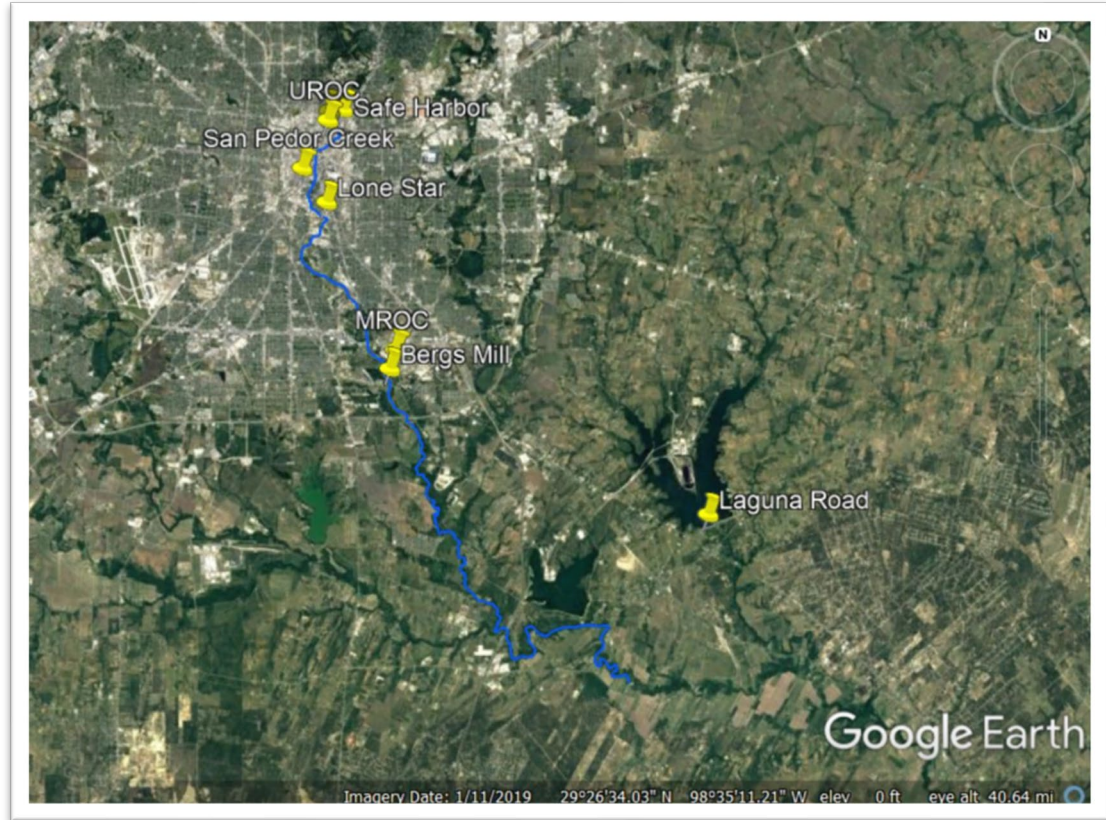 N
UROC
Safe Harbor
San Pedor Creek
Lone Star
MROC
Bergs Mill
Laguna Road
Google Earth
Imagery Date: 1/11/2019 29°26'34.03" N 98°35'11.21" W elev 0 ft eye alt 40.64 mi